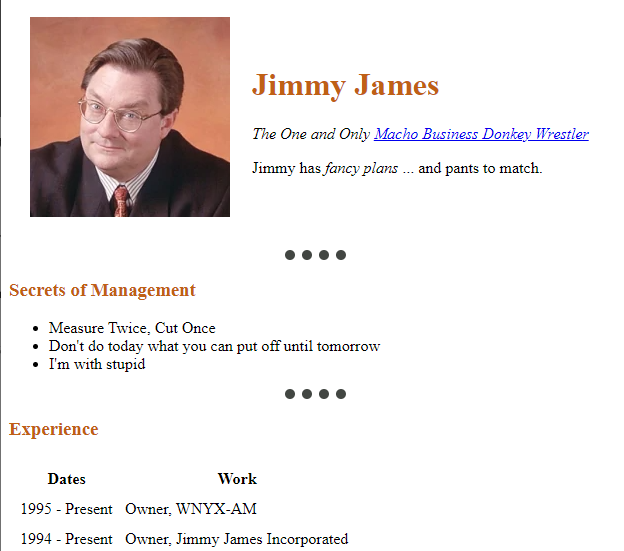 Jimmy James
The One and Only Macho Business Donkey Wrestler
Jimmy has fancy plans ... and pants to match.
Secrets of Management
Measure Twice, Cut Once
Don't do today what you can put off until tomorrow
I'm with stupid
Experience
Dates Work
1995 - Present Owner, WNYX-AM
1994 - Present Owner, Jimmy James Incorporated